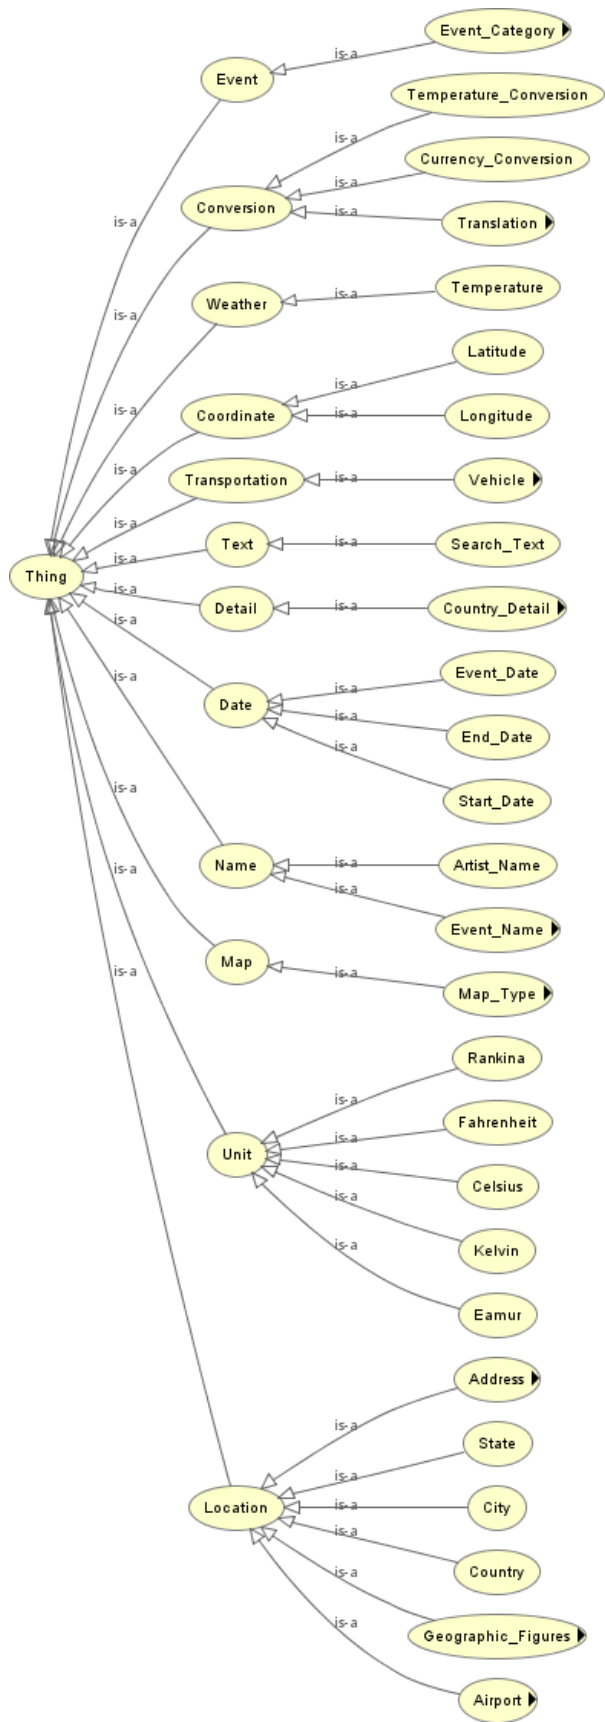 Event_Category
is-a
Event
Temperature_Conversion
is-a
Currency_Conversion
is-a
Conversion
is-a
Translation
is-a
is-a
Temperature
is-a
Weather
Latitude
is-a
is-a
Coordinate
is-a
Longitude
is-a
Transportation
is-a
Vehicle
is-a
Text
is-a
Search_Text
is-a
Thing
is-a
Detail
is-a
Country_Detail
is-a
Event_Date
is-a
is-a
Date
is-a
End_Date
is-a
Start_Date
is-a
Name
is-a
Artist_Name
is-a
is-a
Event_Name
Map
is-a
is-a
Map_Type
Rankina
is-a
Fahrenheit
is-a
Unit
is-a
Celsius
is-a
Kelvin
is-a
Eamur
Address
is-a
State
is-a
Location
is-a
City
is-a
Country
is-a
Geographic_Figures
is-a
Airport